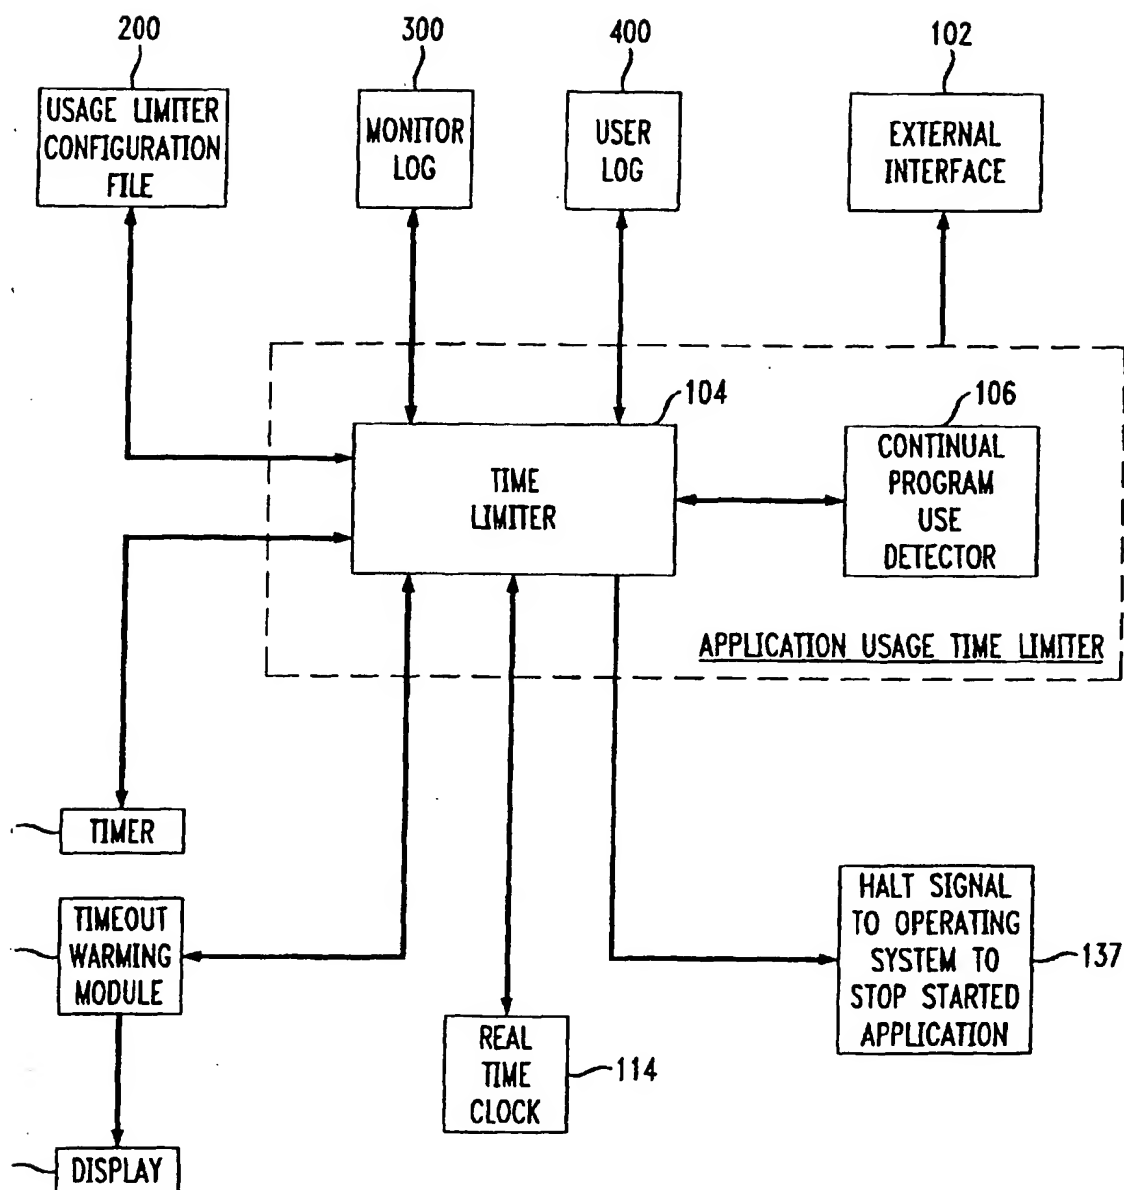 200
300
400
102
USAGE LIMITER
CONFIGURATION
FILE
MONITOR
LOG
USER
LOG
EXTERNAL
INTERFACE
104
106
TIME
LIMITER
CONTINUAL
PROGRAM
USE
DETECTOR
APPLICATION USAGE TIME LIMITER
TIMER
TIMEOUT
WARMING
MODULE
HALT SIGNAL
TO OPERATING
SYSTEM TO
STOP STARTED
APPLICATION
137
REAL
TIME
CLOCK
114
DISPLAY